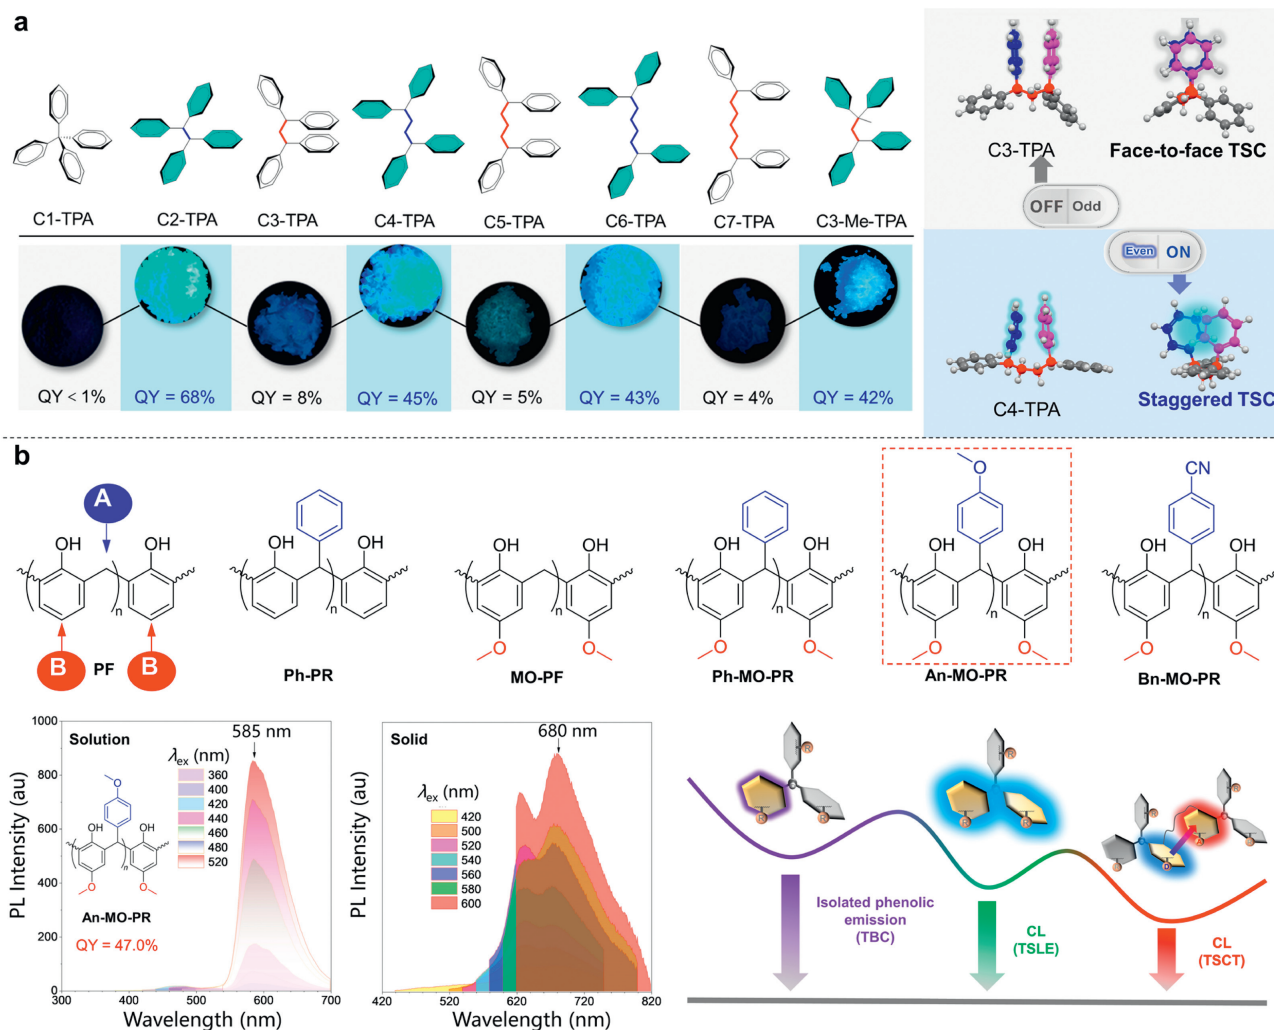 a
C1-TPA C2-TPA C3-TPA C4-TPA C5-TPA C6-TPA C7-TPA C3-Me-TPA
QY < 1% QY = 68% QY = 8% QY = 45% QY = 5% QY = 43% QY = 4% QY = 42%
C3-TPA Face-to-face TSC
OFF Odd
Even ON
C4-TPA Staggered TSC
b
A
OH OH
n
B PF B
OH OH
n
Ph-PR
OH OH
n
O O
MO-PF
OH OH
n
O O
Ph-MO-PR
O
OH OH
n
O O
An-MO-PR
CN
OH OH
n
O O
Bn-MO-PR
PL Intensity (au)
1000
800
600
400
200
0
300 400 500 600 700
Wavelength (nm)
Solution
585 nm
λex (nm)
360
400
420
440
460
480
520
O
OH OH
n
O O
An-MO-PR
QY = 47.0%
PL Intensity (au)
Solid
680 nm
λex (nm)
420
500
520
540
560
580
600
420 520 620 720 820
Wavelength (nm)
R
R R
R
R R
Isolated phenolic
emission
(TBC)
CL
(TSLE)
CL
(TSCT)